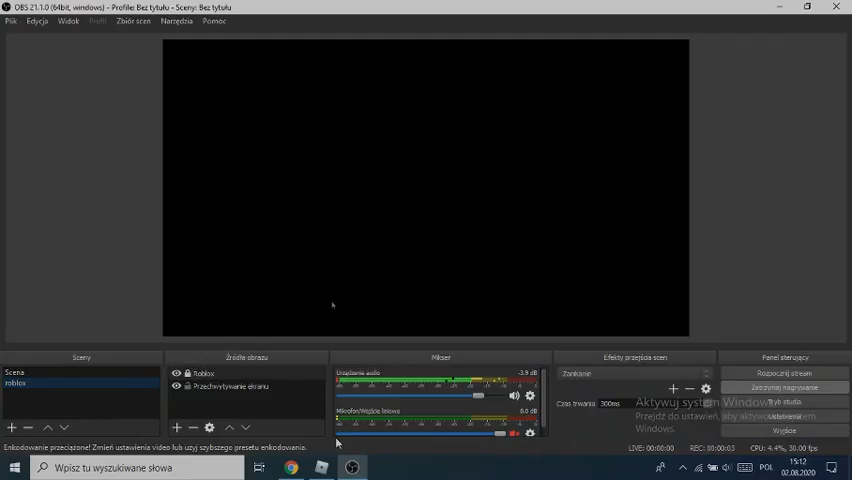 OBS 21.1.0 (64bit, windows) - Profile: Bez tytułu - Sceny: Bez tytułu
Plik Edycja Widok Profil Zbiór scen Narzędzia Pomoc
Sceny Źródła obrazu Mikser Efekty przejścia scen Panel sterujący
Scena
roblox
Roblox
Przechwytywanie ekranu
Urządzenie audio -3.9 dB
Mikrofon/Wejście liniowe 0.0 dB
Zanikanie
Czas trwania 300ms
Rozpocznij stream
Zatrzymaj nagrywanie
Tryb studia
Ustawienia
Wyjście
Aktywuj system Windows
Przejdź do ustawień, aby aktywować system
Windows.
Enkodowanie przeciążone! Zmień ustawienia video lub użyj szybszego presetu enkodowania. LIVE: 00:00:00 REC: 00:00:03 CPU: 4.4%, 30.00 fps
Wpisz tu wyszukiwane słowa POL 15:12
02.08.2020